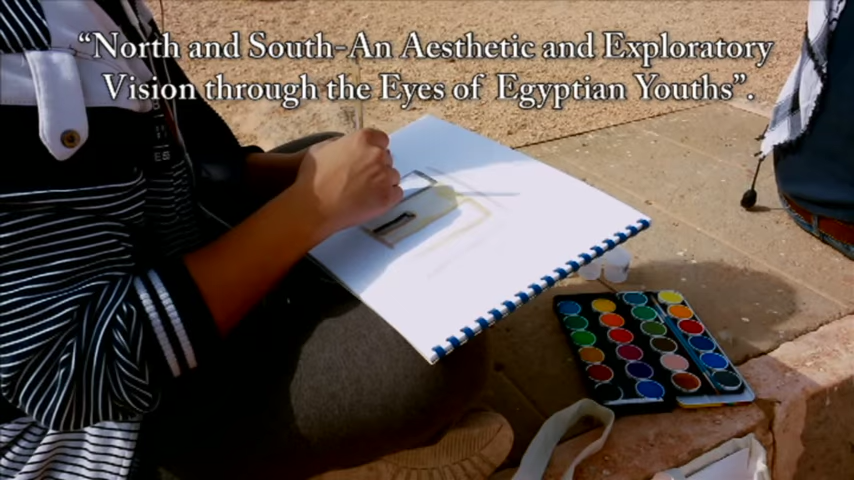 “North and South-An Aesthetic and Exploratory
Vision through the Eyes of Egyptian Youths”.